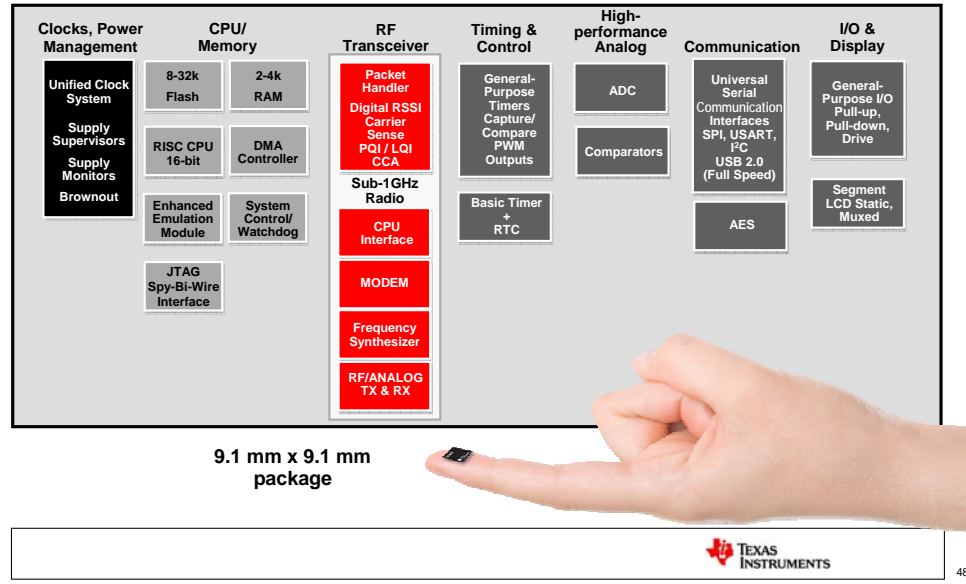 Clocks, Power
Management
Unified Clock
System
Supply
Supervisors
Supply
Monitors
Brownout
CPU/
Memory
8-32k
Flash
2-4k
RAM
RISC CPU
16-bit
DMA
Controller
Enhanced
Emulation
Module
System
Control/
Watchdog
JTAG
Spy-Bi-Wire
Interface
RF
Transceiver
Packet
Handler
Digital RSSI
Carrier
Sense
PQI / LQI
CCA
Sub-1GHz
Radio
CPU
Interface
MODEM
Frequency
Synthesizer
RF/ANALOG
TX & RX
Timing &
Control
General-
Purpose
Timers
Capture/
Compare
PWM
Outputs
Basic Timer
+
RTC
High-
performance
Analog
ADC
Comparators
Communication
Universal
Serial
Communication
Interfaces
SPI, USART,
I²C
USB 2.0
(Full Speed)
AES
I/O &
Display
General-
Purpose I/O
Pull-up,
Pull-down,
Drive
Segment
LCD Static,
Muxed
9.1 mm x 9.1 mm
package
TEXAS
INSTRUMENTS
48